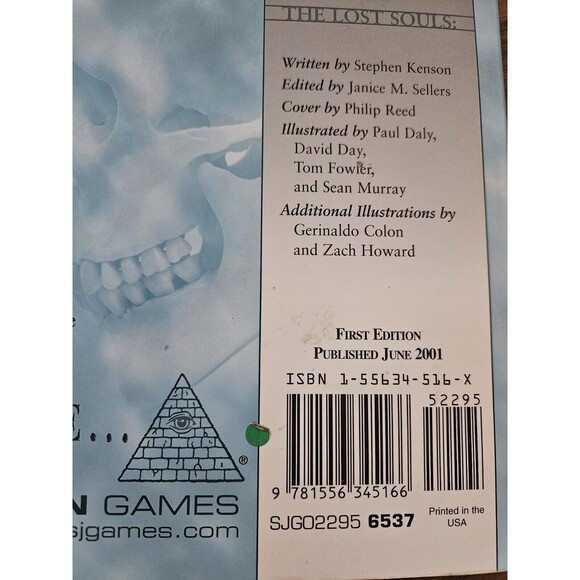 THE LOST SOULS:
Written by Stephen Kenson
Edited by Janice M. Sellers
Cover by Philip Reed
Illustrated by Paul Daly,
David Day,
Tom Fowler,
and Sean Murray
Additional Illustrations by
Gerinaldo Colon
and Zach Howard
e
FIRST EDITION
PUBLISHED JUNE 2001
ISBN 1-55634-516-X
52295
E...
®
9 781556 345166
N GAMES
sjgames.com
SJG02295 6537
Printed in the
USA